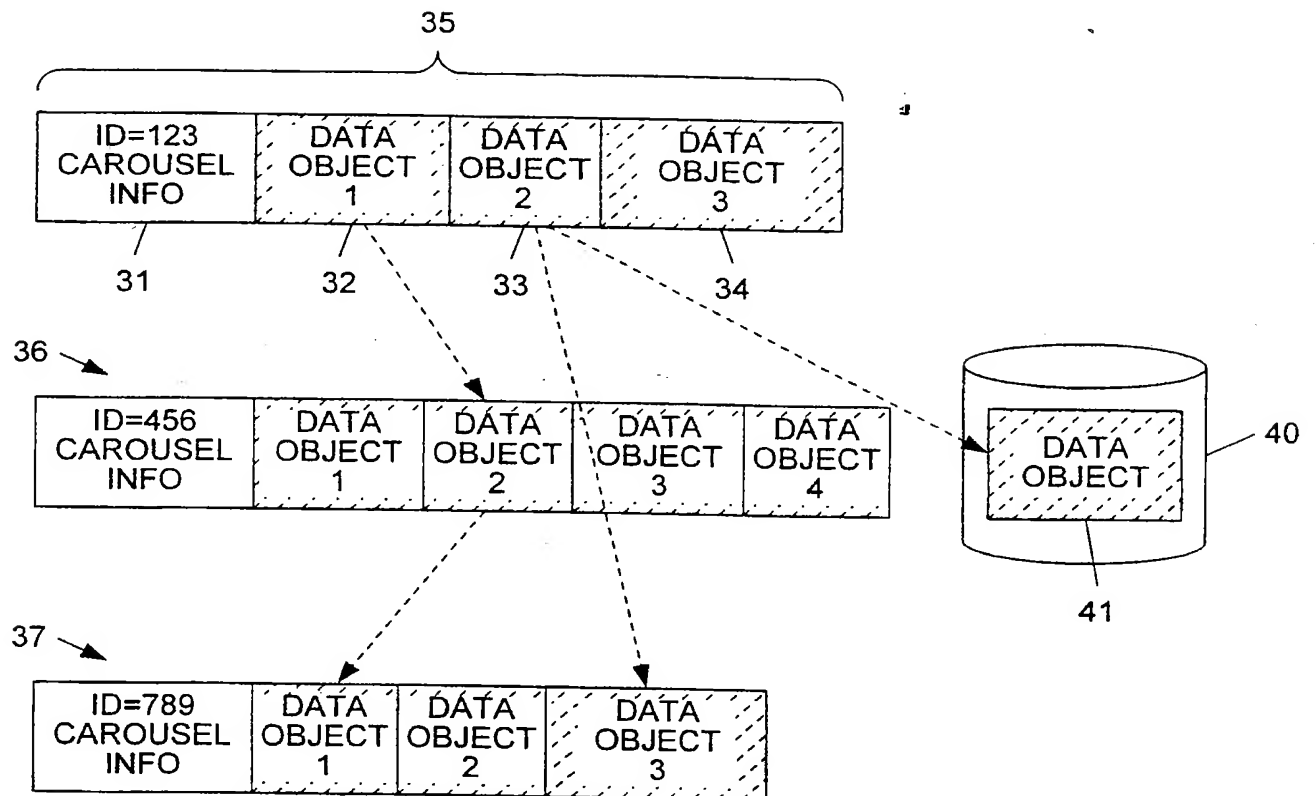 35
ID=123
CAROUSEL
INFO
DATA
OBJECT
1
DATA
OBJECT
2
DATA
OBJECT
3
31
32
33
34
36
ID=456
CAROUSEL
INFO
DATA
OBJECT
1
DATA
OBJECT
2
DATA
OBJECT
3
DATA
OBJECT
4
DATA
OBJECT
40
41
37
ID=789
CAROUSEL
INFO
DATA
OBJECT
1
DATA
OBJECT
2
DATA
OBJECT
3